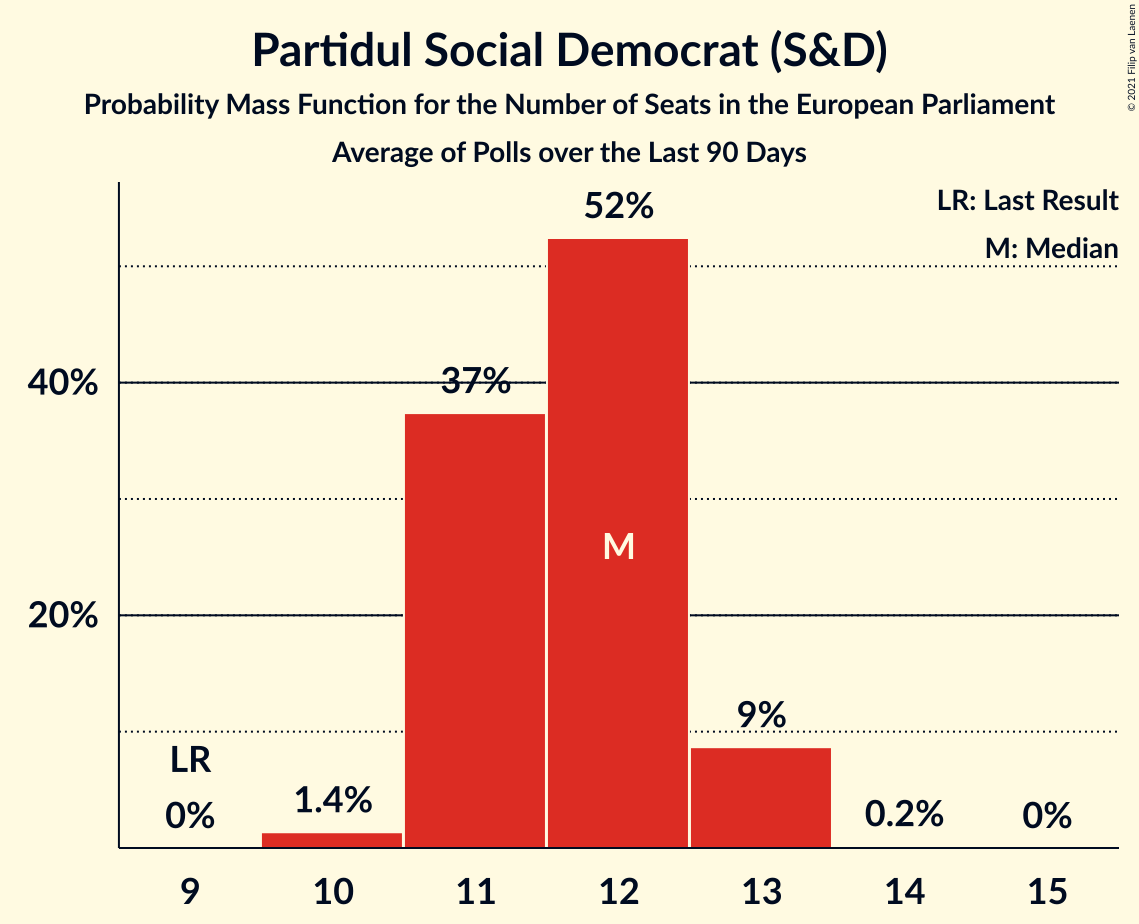 Partidul Social Democrat (S&D)
Probability Mass Function for the Number of Seats in the European Parliament
Average of Polls over the Last 90 Days
© 2021 Filip van Laenen
LR: Last Result
M: Median
52%
40%
37%
M
20%
9%
LR
0%
1.4%
0.2%
0%
9 10 11 12 13 14 15